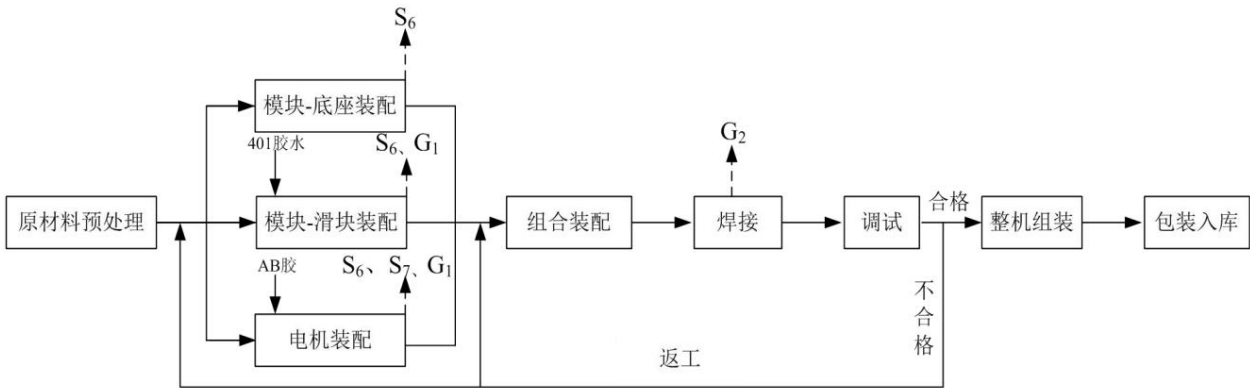 S₆
模块-底座装配
401胶水
S₆、G₁
G₂
原材料预处理
模块-滑块装配
组合装配
焊接
调试
合格
整机组装
包装入库
AB胶
S₆、S₇、G₁
电机装配
不合格
返工